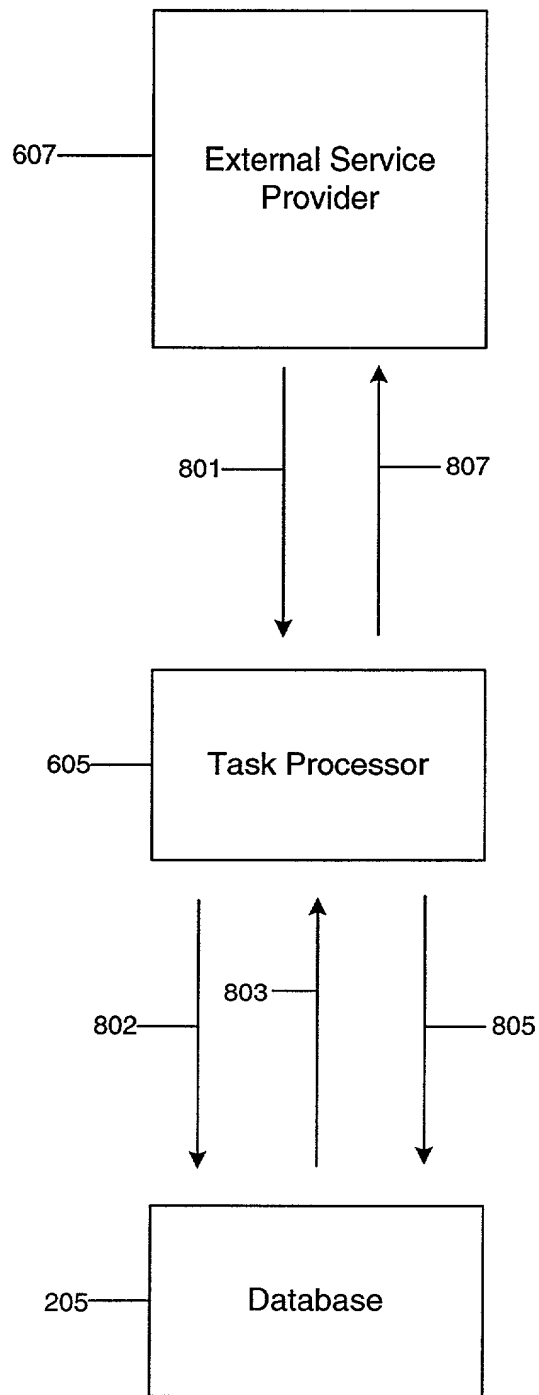 607
External Service
Provider
801
807
605
Task Processor
803
802
805
205
Database